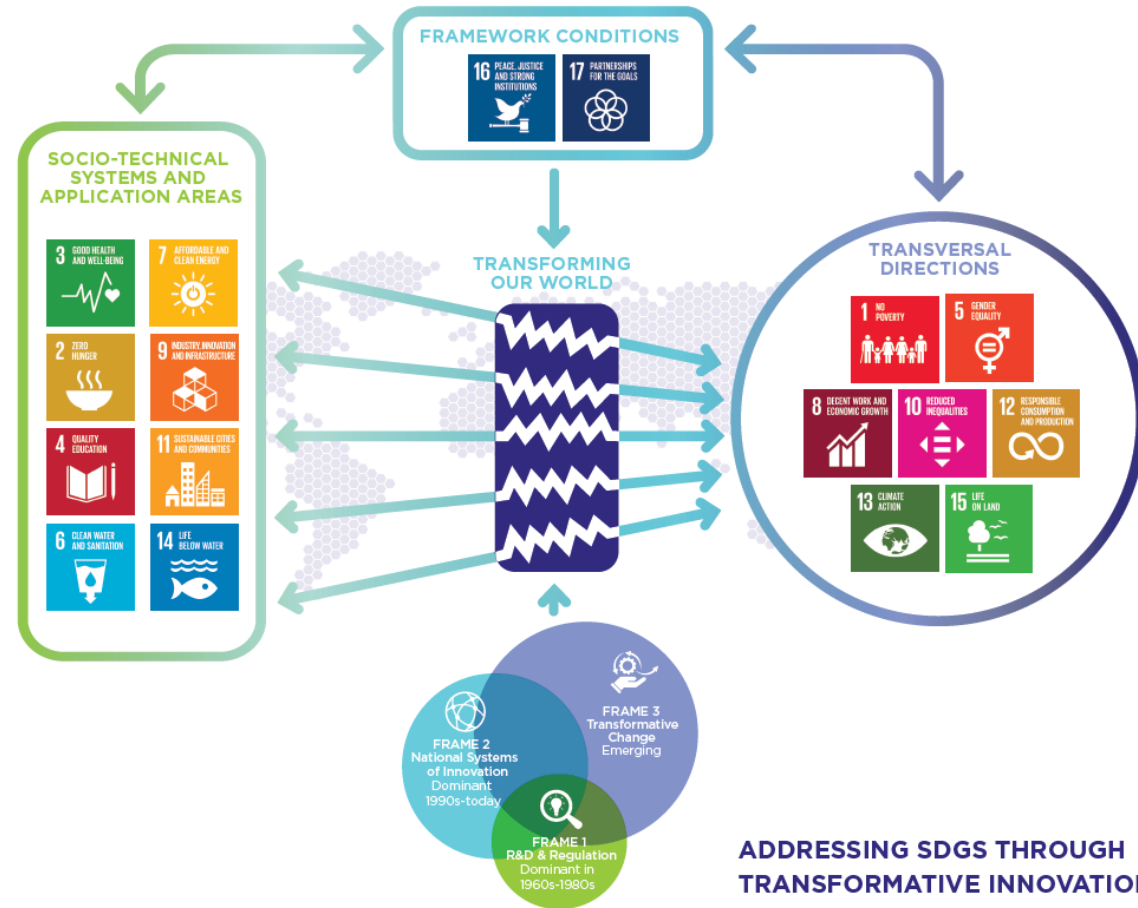 FRAMEWORK CONDITIONS
16 PEACE, JUSTICE
AND STRONG
INSTITUTIONS
17 PARTNERSHIPS
FOR THE GOALS
SOCIO-TECHNICAL
SYSTEMS AND
APPLICATION AREAS
3 GOOD HEALTH
AND WELL-BEING
7 AFFORDABLE AND
CLEAN ENERGY
2 ZERO
HUNGER
9 INDUSTRY, INNOVATION
AND INFRASTRUCTURE
4 QUALITY
EDUCATION
11 SUSTAINABLE CITIES
AND COMMUNITIES
6 CLEAN WATER
AND SANITATION
14 LIFE
BELOW WATER
TRANSFORMING
OUR WORLD
TRANSVERSAL
DIRECTIONS
1 NO
POVERTY
5 GENDER
EQUALITY
8 DECENT WORK AND
ECONOMIC GROWTH
10 REDUCED
INEQUALITIES
12 RESPONSIBLE
CONSUMPTION
AND PRODUCTION
13 CLIMATE
ACTION
15 LIFE
ON LAND
FRAME 3
Transformative
Change
Emerging
FRAME 2
National Systems
of Innovation
Dominant
1990s-today
FRAME 1
R&D & Regulation
Dominant in
1960s-1980s
ADDRESSING SDGS THROUGH
TRANSFORMATIVE INNOVATION